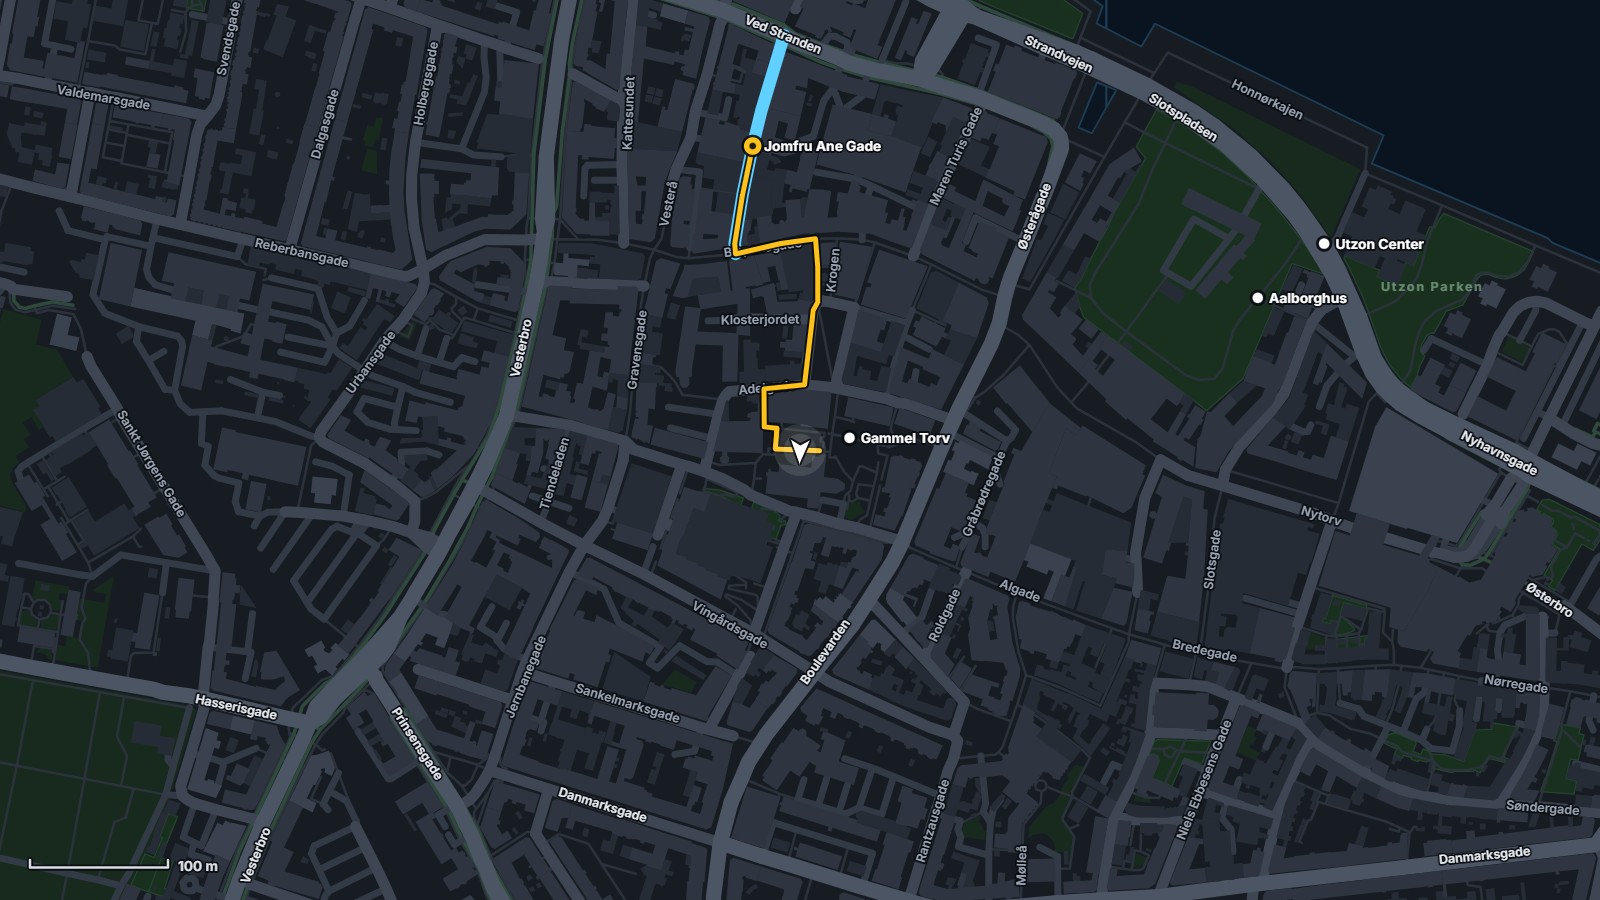 Ved Stranden
Strandvejen
Svendsgade
Holbergsgade
Valdemarsgade
Dalgasgade
Kattesundet
Honnørkajen
Slotspladsen
Jomfru Ane Gade
Maren Turis Gade
Vesterå
Østerågade
Reberbansgade
Utzon Center
Krogen
Utzon Parken
Aalborghus
Klosterjordet
Vesterbro
Gravensgade
Urbansgade
Gammel Torv
Nyhavnsgade
Sankt Jørgens Gade
Tiendeladen
Gråbrødregade
Nytorv
Slotsgade
Algade
Østerbro
Roldgade
Vingårdsgade
Boulevarden
Bredegade
Jernbanegade
Nørregade
Sankelmarksgade
Hasserisgade
Prinsensgade
Niels Ebbesens Gade
Danmarksgade
Rantzausgade
Søndergade
Vesterbro
Mølleå
Danmarksgade
100 m